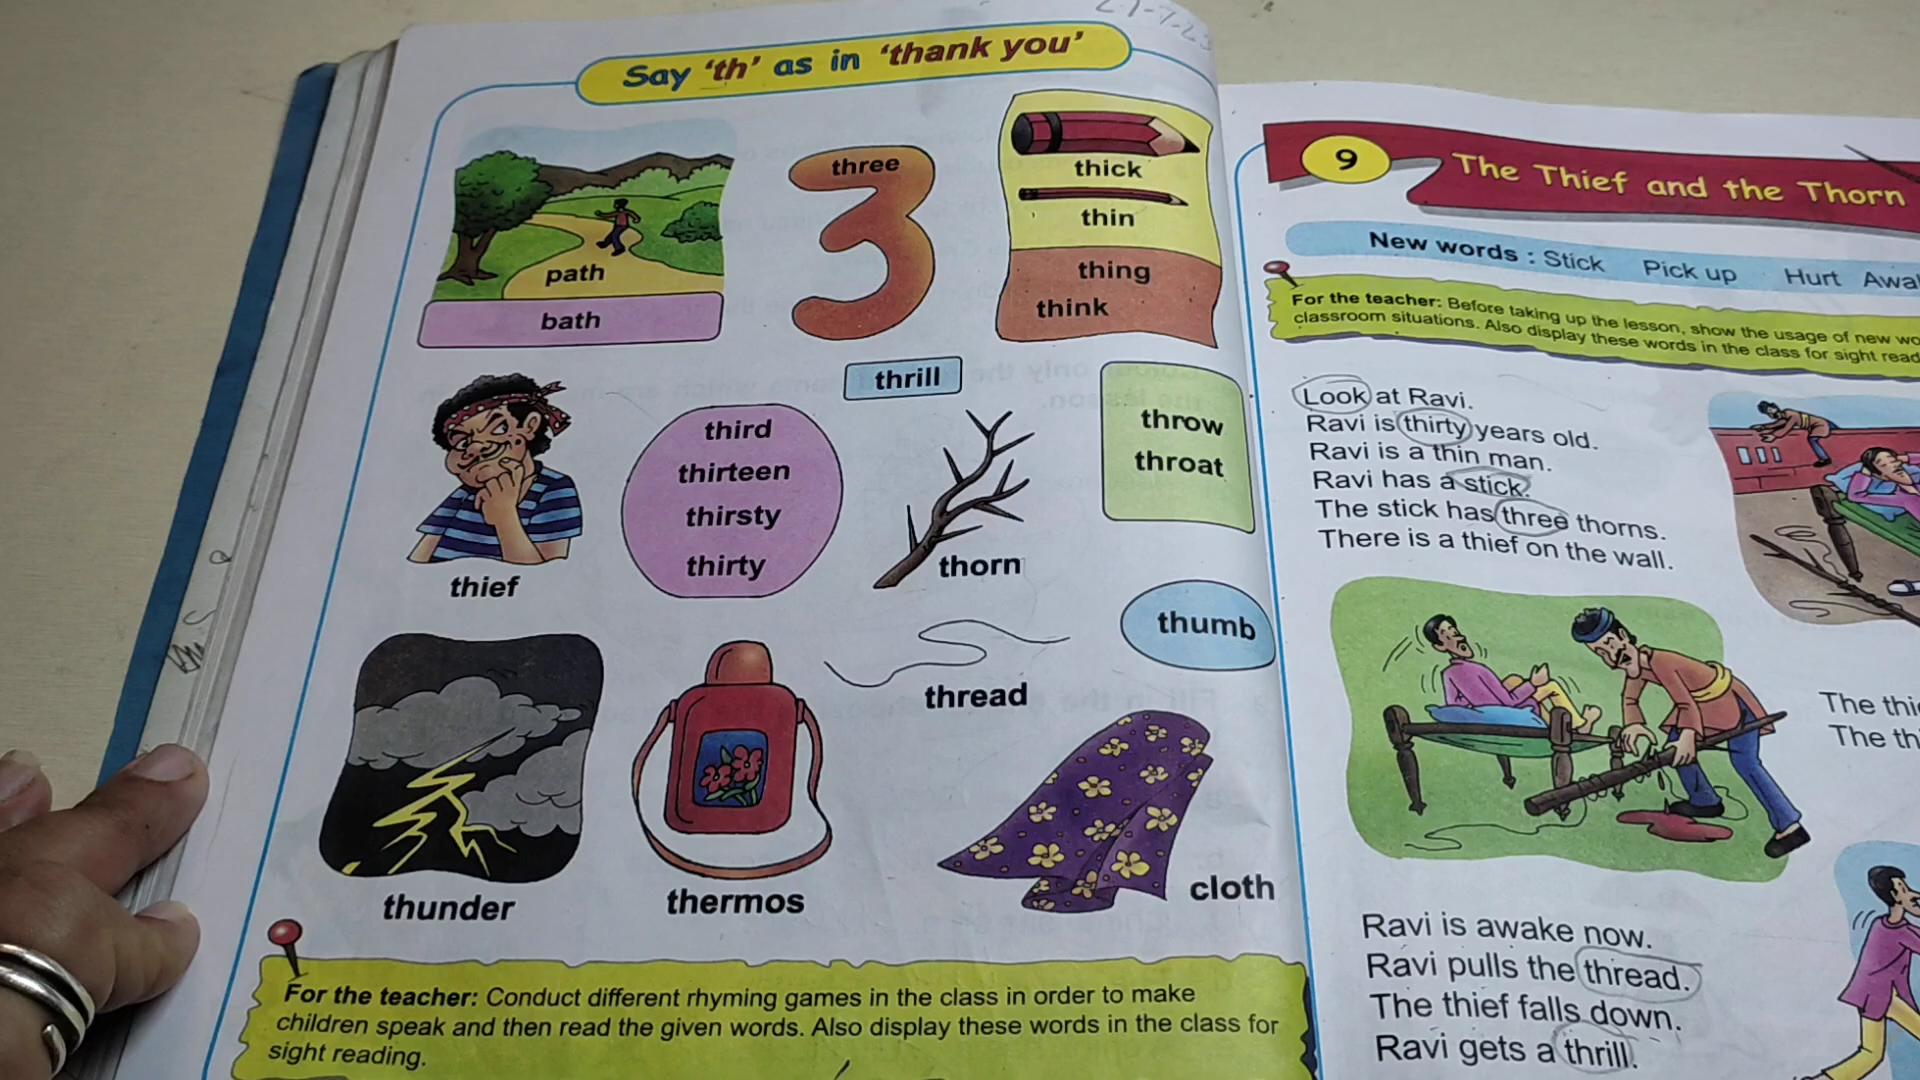 Say 'th' as in 'thank you'
path
bath
three
thick
thin
thing
think
thief
third
thirteen
thirsty
thirty
thrill
thorn
throw
throat
thumb
thunder
thermos
thread
cloth
For the teacher: Conduct different rhyming games in the class in order to make
children speak and then read the given words. Also display these words in the class for
sight reading.
9
The Thief and the Thorn
New words : Stick Pick up Hurt
For the teacher: Before taking up the lesson, show the usage of new
classroom situations. Also display these words in the class for sight
Look at Ravi.
Ravi is thirty years old.
Ravi is a thin man.
Ravi has a stick.
The stick has three thorns.
There is a thief on the wall.
The
The
Ravi is awake now.
Ravi pulls the thread.
The thief falls down.
Ravi gets a thrill.